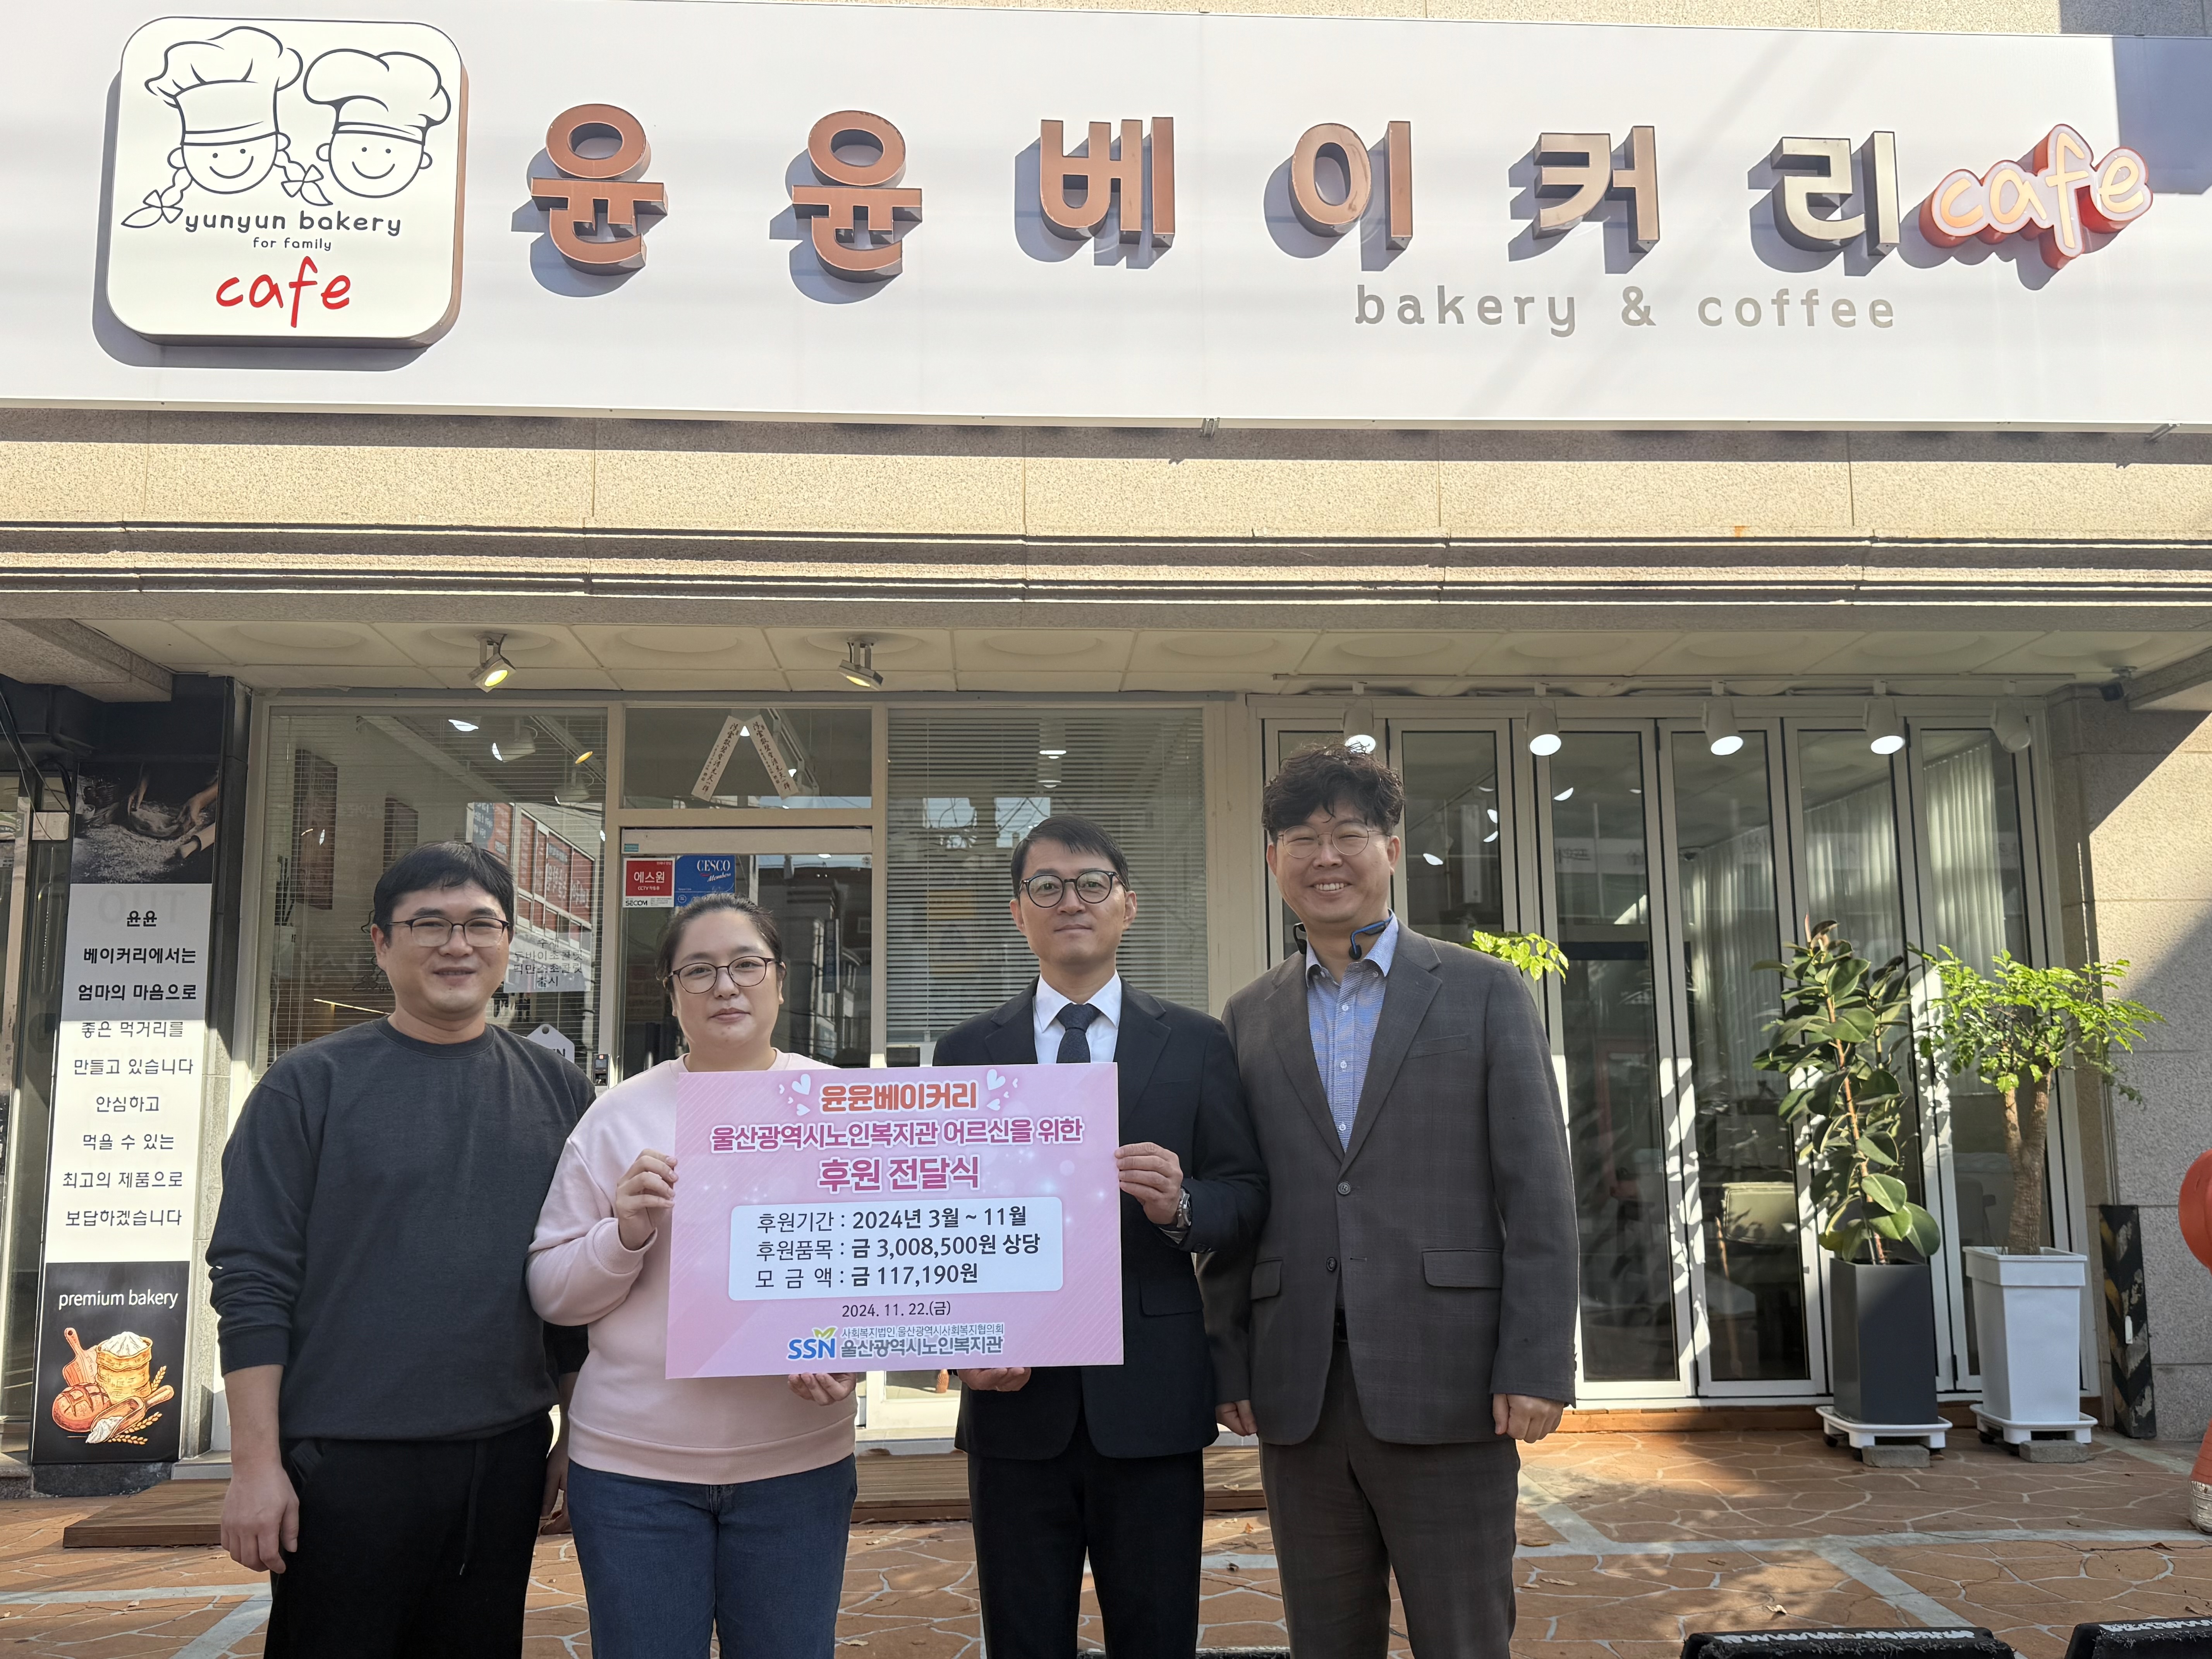 yunyun bakery
for family
cafe
윤윤베이커리 cafe
bakery & coffee
윤윤
베이커리에서는
엄마의 마음으로
좋은 먹거리를
만들고 있습니다
안심하고
먹을 수 있는
최고의 제품으로
보답하겠습니다
premium bakery
에스원
SECOM
CESCO
Members
윤윤베이커리
울산광역시노인복지관 어르신을 위한
후원 전달식
후원기간 : 2024년 3월 ~ 11월
후원품목 : 금 3,008,500원 상당
모 금 액 : 금 117,190원
2024. 11. 22.(금)
SSN 사회복지법인 울산광역시사회복지협의회
울산광역시노인복지관